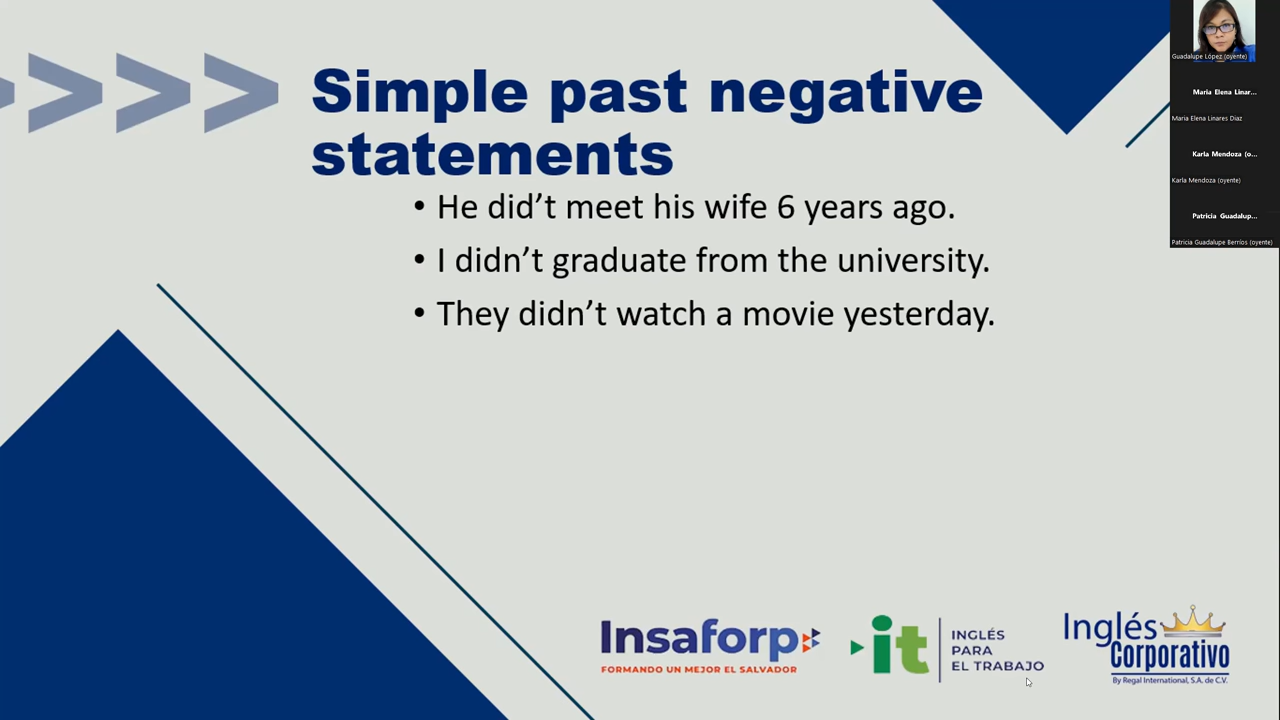 Simple past negative
statements
• He did’t meet his wife 6 years ago.
• I didn’t graduate from the university.
• They didn’t watch a movie yesterday.
Guadalupe López (oyente)
Maria Elena Linar...
Maria Elena Linares Diaz
Karla Mendoza (o...
Karla Mendoza (oyente)
Patricia Guadalup...
Patricia Guadalupe Berríos (oyente)
Insaforp
FORMANDO UN MEJOR EL SALVADOR
it
INGLÉS
PARA
EL TRABAJO
Inglés
Corporativo
By Regal International, S.A. de C.V.